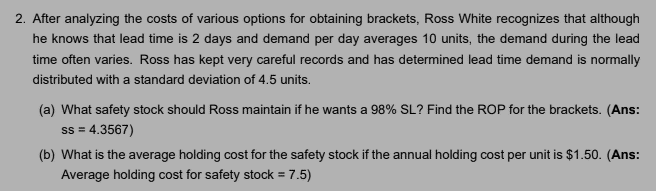 2. After analyzing the costs of various options for obtaining brackets, Ross White recognizes that although
he knows that lead time is 2 days and demand per day averages 10 units, the demand during the lead
time often varies. Ross has kept very careful records and has determined lead time demand is normally
distributed with a standard deviation of 4.5 units.
(a) What safety stock should Ross maintain if he wants a 98% SL? Find the ROP for the brackets. (Ans:
ss = 4.3567)
(b) What is the average holding cost for the safety stock if the annual holding cost per unit is $1.50. (Ans:
Average holding cost for safety stock = 7.5)